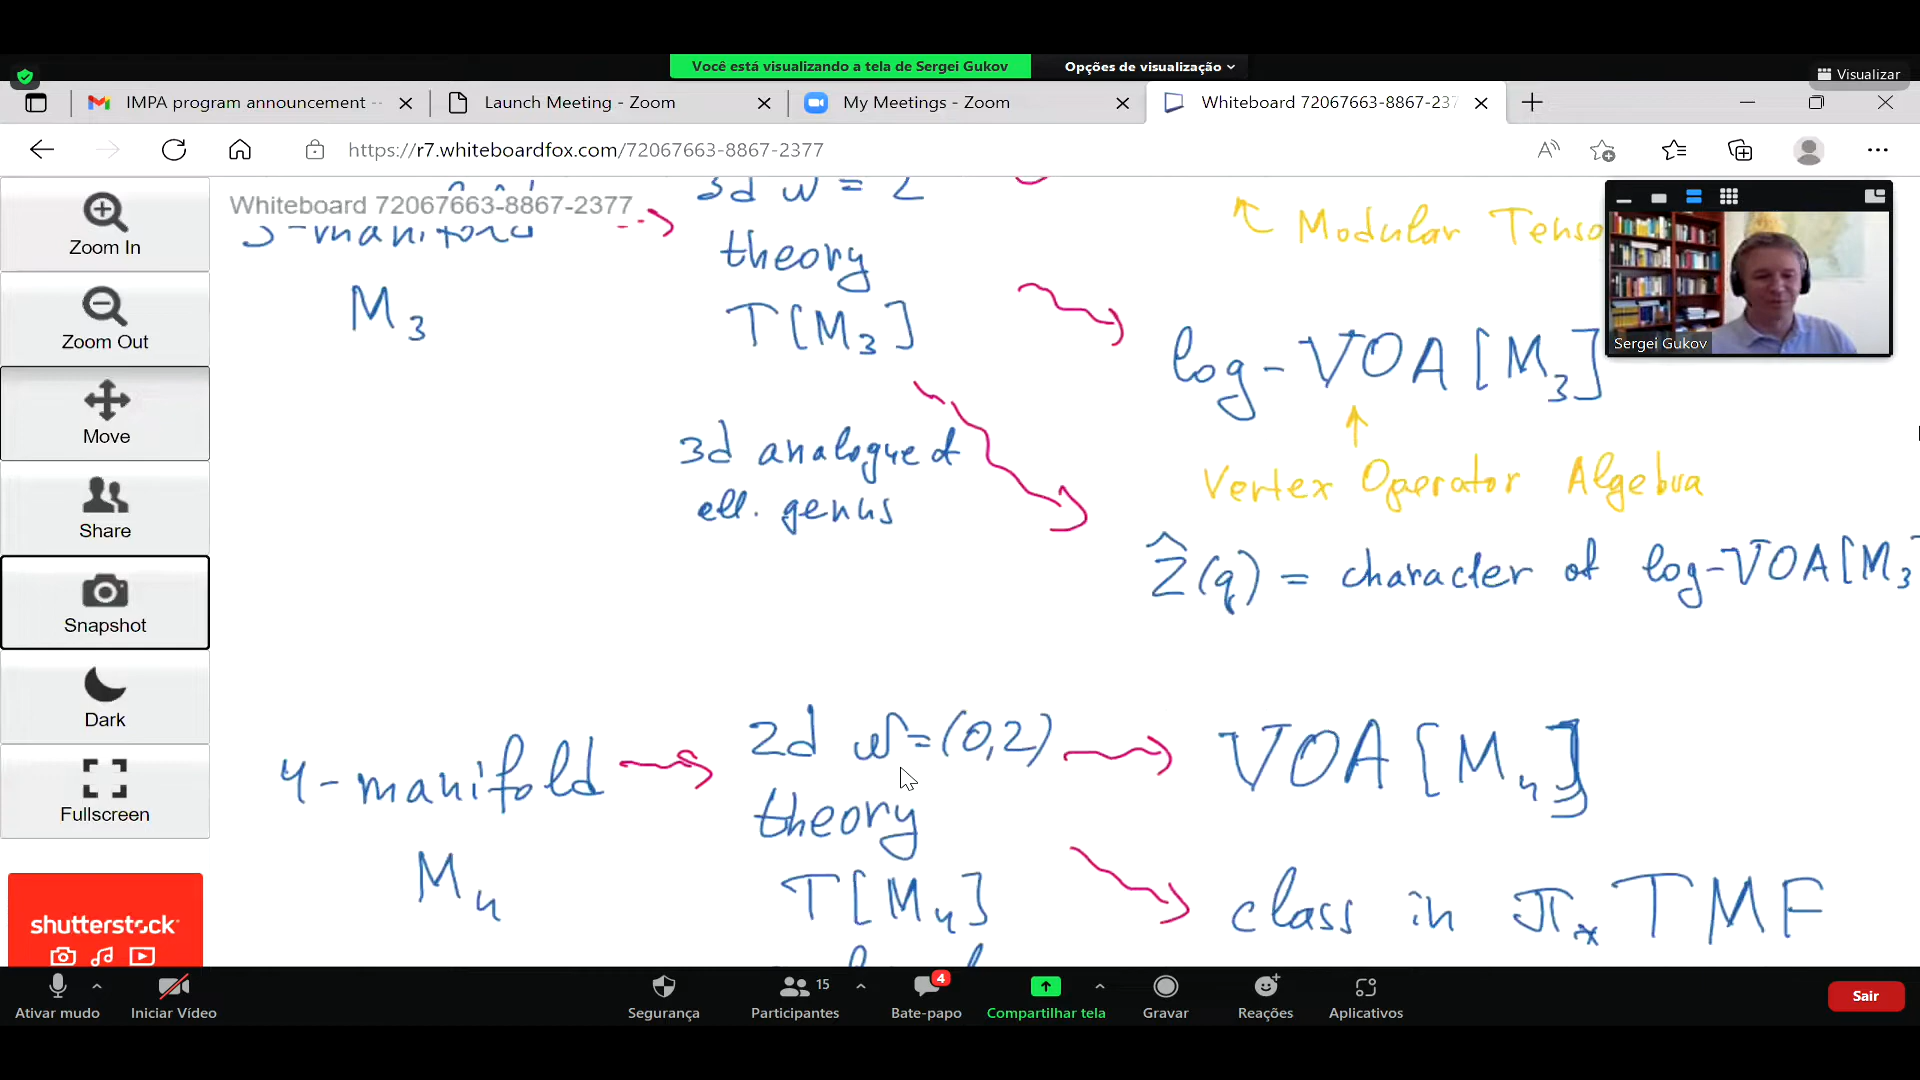 Você está visualizando a tela de Sergei Gukov
Opções de visualização
Visualizar
IMPA program announcement --
Launch Meeting - Zoom
My Meetings - Zoom
Whiteboard 72067663-8867-237
https://r7.whiteboardfox.com/72067663-8867-2377
Whiteboard 72067663-8867-2377
Zoom In
Zoom Out
Move
Share
Snapshot
Dark
Fullscreen
shutterstock
3-manifold
M₃
3d N = 2
theory
T[M₃]
Modular Tenso
log-VOA[M₃]
Vertex Operator Algebra
3d analogue of
ell. genus
Ẑ(q) = character of log-VOA[M₃
4-manifold
M₄
2d N=(0,2)
theory
T[M₄]
VOA[M₄]
class in π* TMF
Sergei Gukov
Ativar mudo
Iniciar Vídeo
Segurança
Participantes
15
Bate-papo
4
Compartilhar tela
Gravar
Reações
Aplicativos
Sair